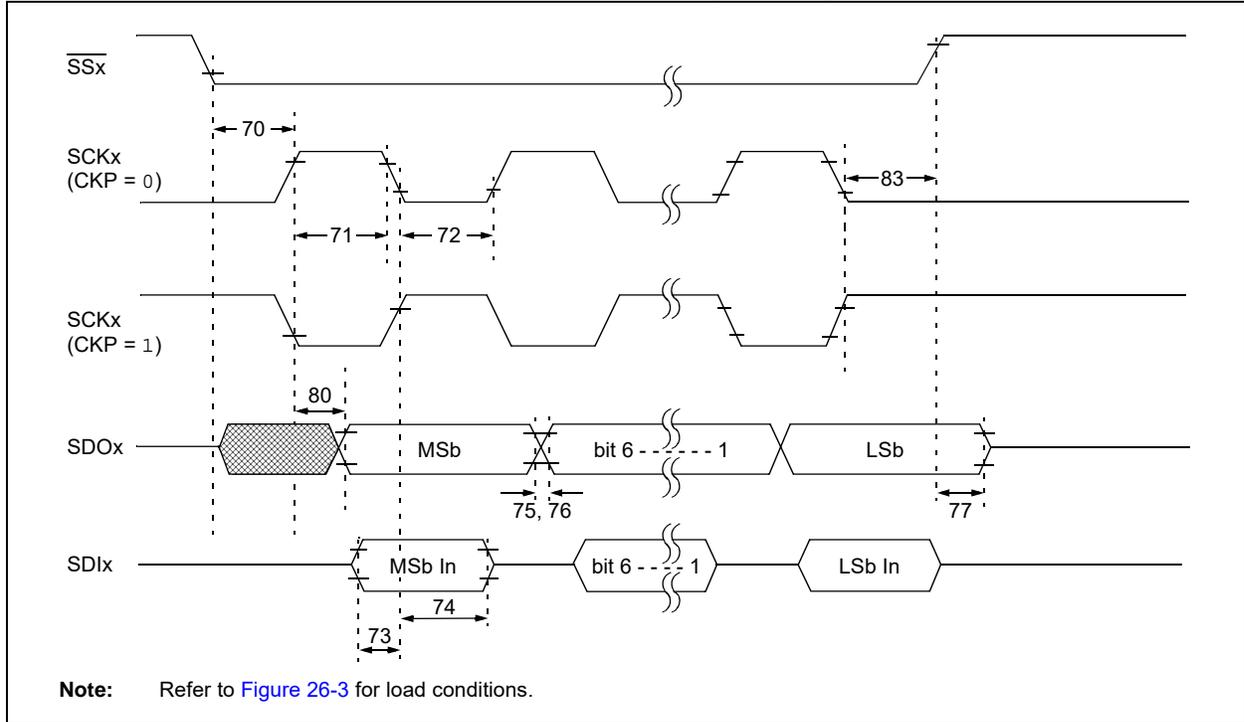 SSx
70
SCKx
(CKP = 0)
83
71
72
SCKx
(CKP = 1)
80
SDOx
MSb
bit 6 - - - - - - 1
LSb
75, 76
77
SDIx
MSb In
bit 6 - - - - 1
LSb In
74
73
Note: Refer to Figure 26-3 for load conditions.